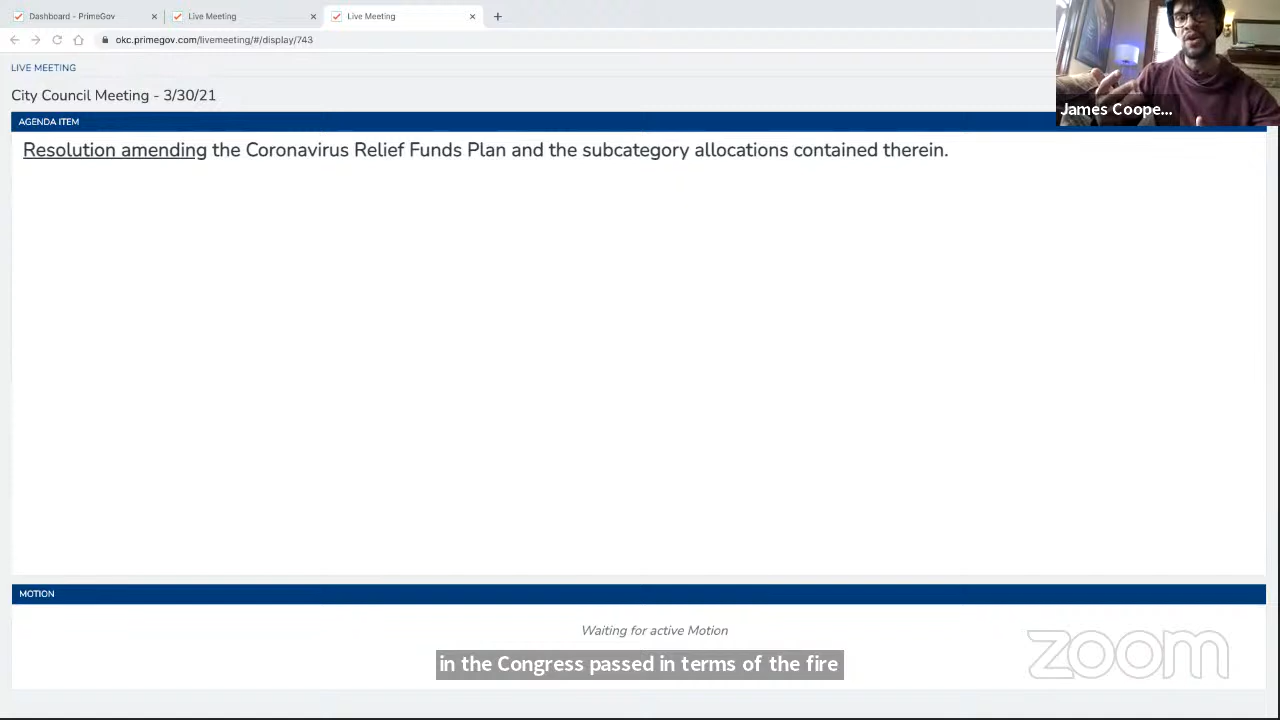 Dashboard - PrimeGov
Live Meeting
Live Meeting
okc.primegov.com/livemeeting/#/display/743
LIVE MEETING
City Council Meeting - 3/30/21
James Coope...
AGENDA ITEM
Resolution amending the Coronavirus Relief Funds Plan and the subcategory allocations contained therein.
MOTION
Waiting for active Motion
in the Congress passed in terms of the fire
zoom